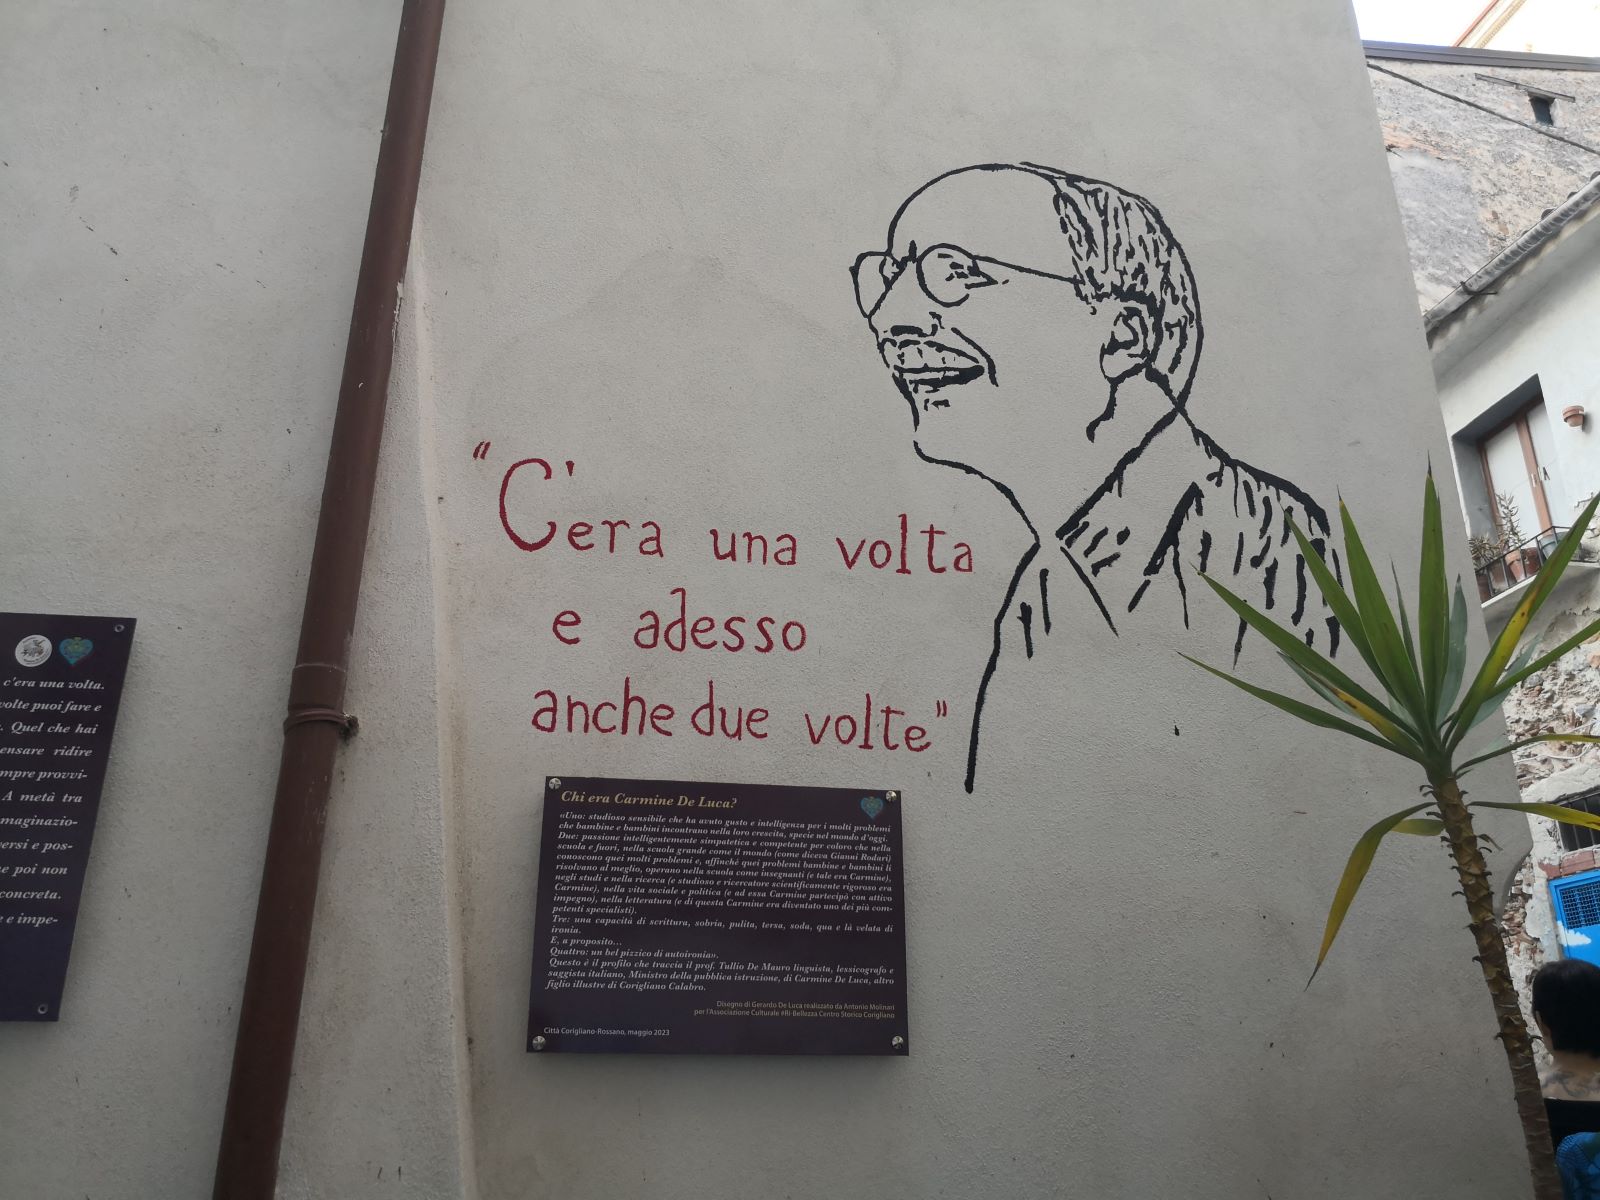 c'era una volta.
volte puoi fare e
Quel che hai
ensare ridire
mpre provvi-
A metà tra
maginazio-
versi e pos-
e poi non
concreta.
e e impe-
"C'era una volta
e adesso
anche due volte"
Chi era Carmine De Luca?
«Uno: studioso sensibile che ha avuto gusto e intelligenza per i molti problemi
che bambine e bambini incontrano nella loro crescita, specie nel mondo d'oggi.
Due: passione intelligentemente simpatetica e competente per coloro che nella
scuola e fuori, nella scuola grande come il mondo (come diceva Gianni Rodari)
conoscono quei molti problemi e, affinché quei problemi bambine e bambini li
risolvano al meglio, operano nella scuola come insegnanti (e tale era Carmine),
negli studi e nella ricerca (e studioso e ricercatore scientificamente rigoroso era
Carmine), nella vita sociale e politica (e ad essa Carmine partecipò con attivo
impegno), nella letteratura (e di questa Carmine era diventato uno dei più com-
petenti specialisti).
Tre: una capacità di scrittura, sobria, pulita, tersa, soda, qua e là velata di
ironia.
E, a proposito...
Quattro: un bel pizzico di autoironia».
Questo è il profilo che traccia il prof. Tullio De Mauro linguista, lessicografo e
saggista italiano, Ministro della pubblica istruzione, di Carmine De Luca, altro
figlio illustre di Corigliano Calabro.
Disegno di Gerardo De Luca realizzato da Antonio Molinari
per l'Associazione Culturale #Ri-Bellezza Centro Storico Corigliano
Città Corigliano-Rossano, maggio 2023